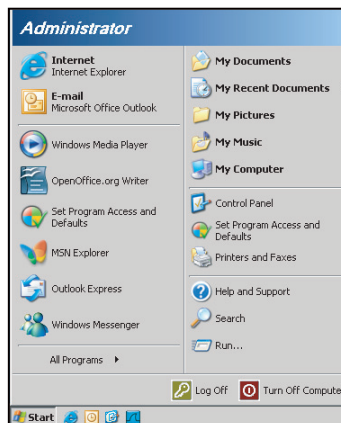 Administrator
Internet
Internet Explorer
E-mail
Microsoft Office Outlook
Windows Media Player
OpenOffice.org Writer
Set Program Access and
Defaults
MSN Explorer
Outlook Express
Windows Messenger
All Programs
My Documents
My Recent Documents
My Pictures
My Music
My Computer
Control Panel
Set Program Access and
Defaults
Printers and Faxes
Help and Support
Search
Run...
Log Off
Turn Off Compute
Start